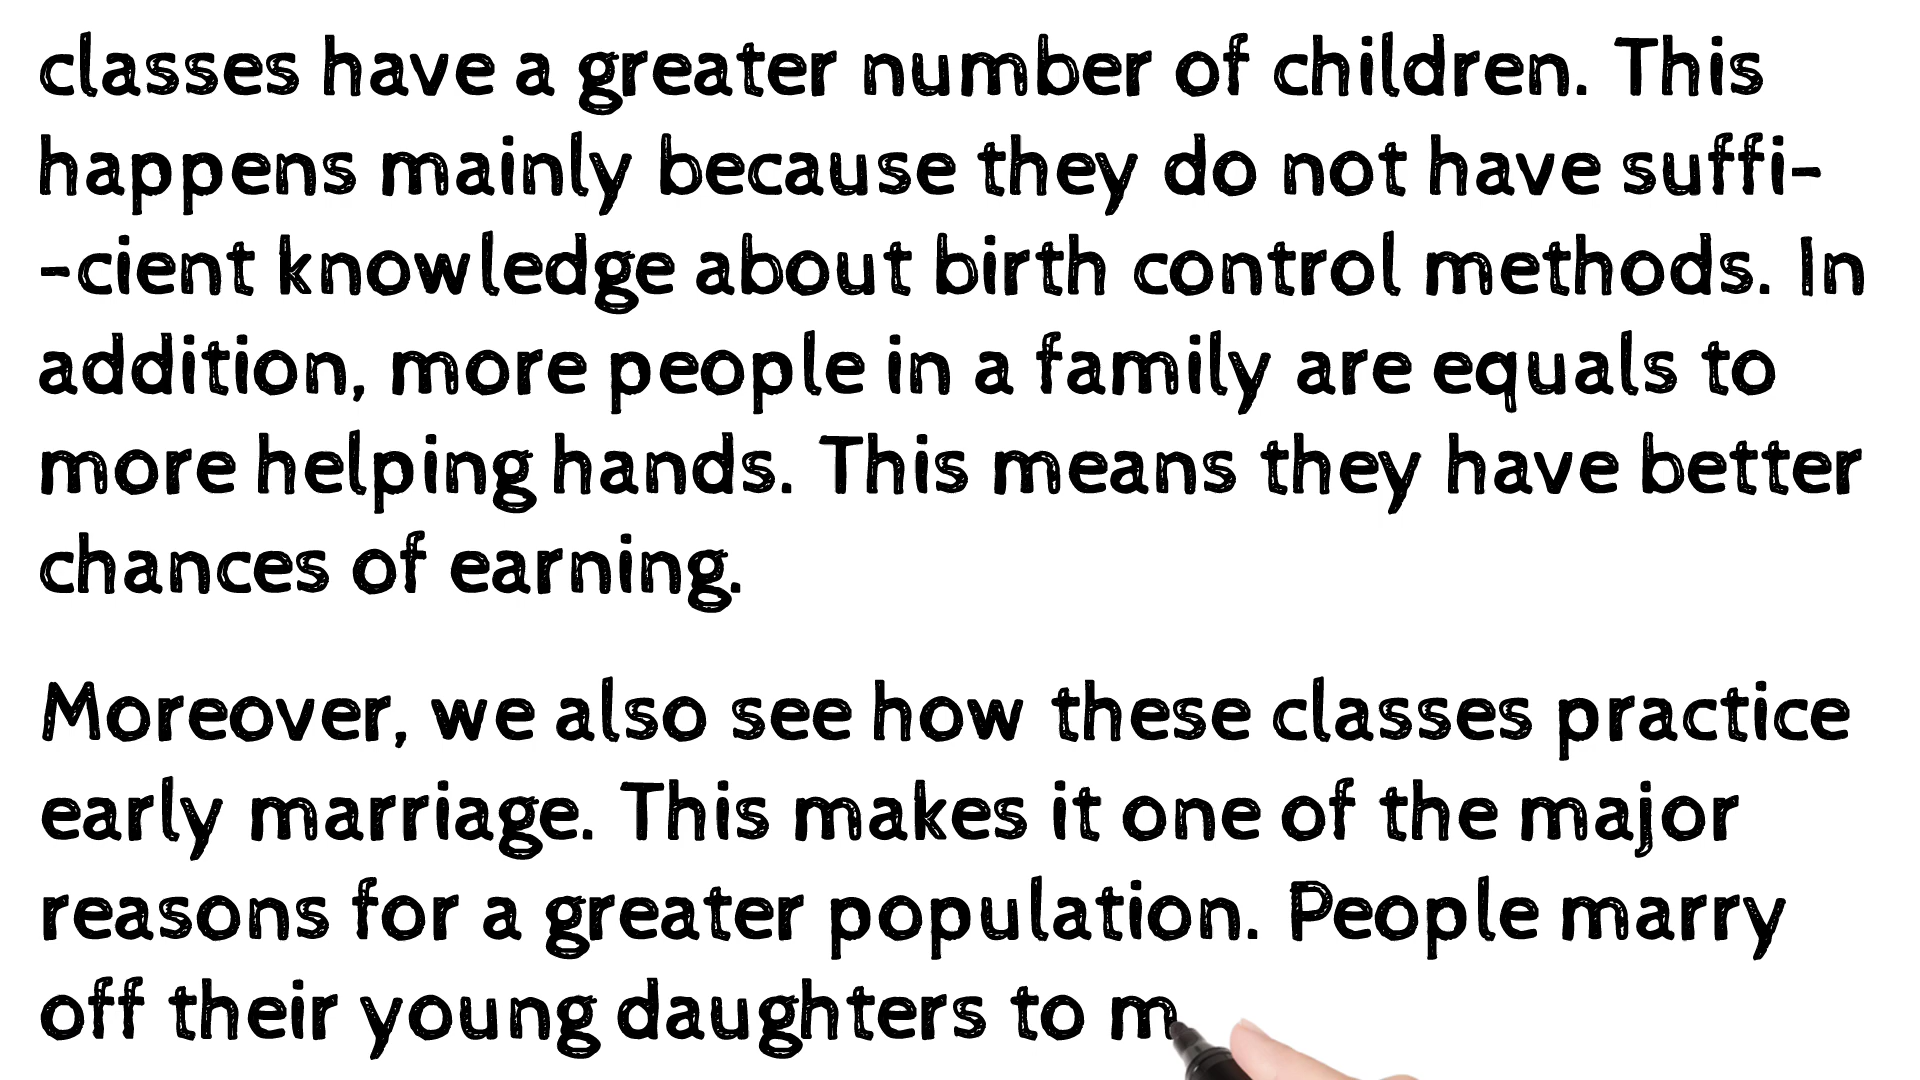 classes have a greater number of children. This
happens mainly because they do not have suffi-
-cient knowledge about birth control methods. In
addition, more people in a family are equals to
more helping hands. This means they have better
chances of earning.
Moreover, we also see how these classes practice
early marriage. This makes it one of the major
reasons for a greater population. People marry
off their young daughters to m